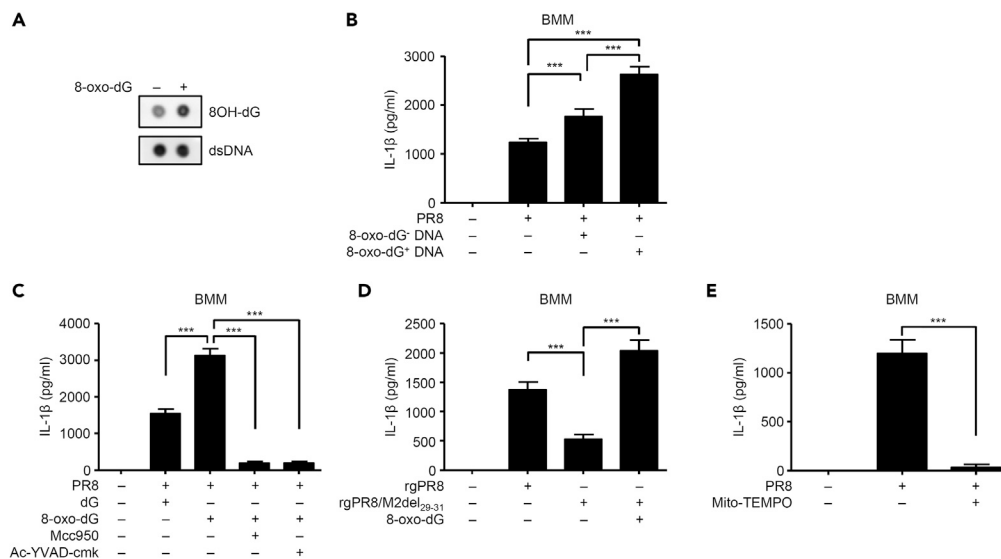 A
8-oxo-dG – +
8OH-dG
dsDNA
B
BMM
*** 
*** ***
3000
2000
1000
0
IL-1β (pg/ml)
PR8 – + + +
8-oxo-dG⁻ DNA – – + –
8-oxo-dG⁺ DNA – – – +
C
BMM
***
*** ***
4000
3000
2000
1000
0
IL-1β (pg/ml)
PR8 – + + + +
dG – + – – –
8-oxo-dG – – + + +
Mcc950 – – – + –
Ac-YVAD-cmk – – – – +
D
BMM
***
***
2500
2000
1500
1000
500
0
IL-1β (pg/ml)
rgPR8 – + – –
rgPR8/M2del₂₉₋₃₁ – – + +
8-oxo-dG – – – +
E
BMM
***
1500
1000
500
0
IL-1β (pg/ml)
PR8 – + +
Mito-TEMPO – – +